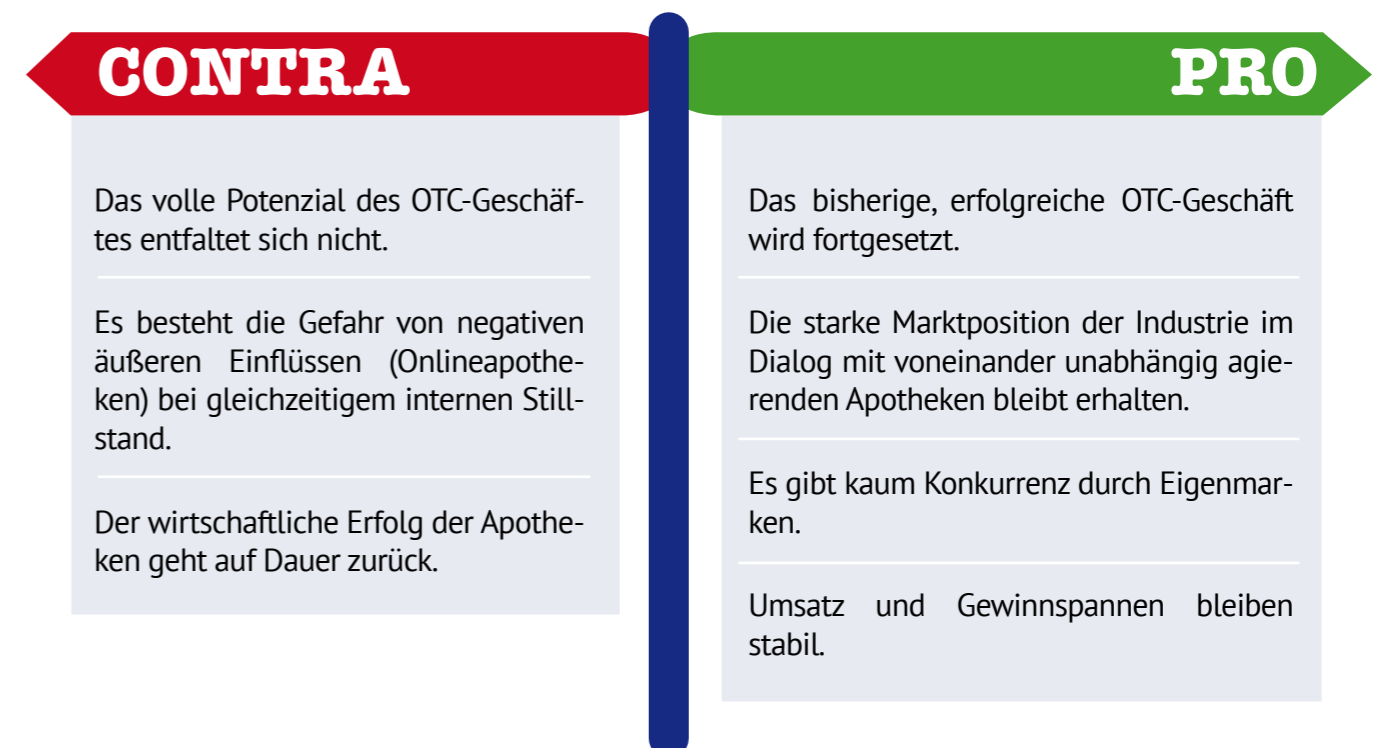 CONTRA
Das volle Potenzial des OTC-Geschäf-
tes entfaltet sich nicht.
Es besteht die Gefahr von negativen
äußeren Einflüssen (Onlineapothe-
ken) bei gleichzeitigem internen Still-
stand.
Der wirtschaftliche Erfolg der Apothe-
ken geht auf Dauer zurück.
PRO
Das bisherige, erfolgreiche OTC-Geschäft
wird fortgesetzt.
Die starke Marktposition der Industrie im
Dialog mit voneinander unabhängig agie-
renden Apotheken bleibt erhalten.
Es gibt kaum Konkurrenz durch Eigenmar-
ken.
Umsatz und Gewinnspannen bleiben
stabil.